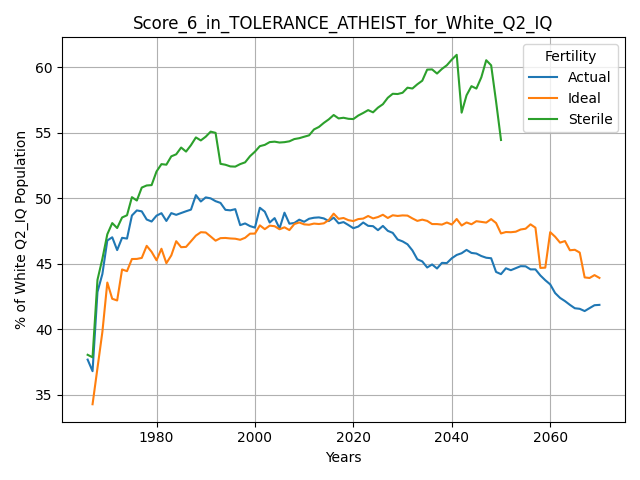 Score_6_in_TOLERANCE_ATHEIST_for_White_Q2_IQ
Fertility
Actual
Ideal
Sterile
% of White Q2_IQ Population
60
55
50
45
40
35
1980
2000
2020
2040
2060
Years